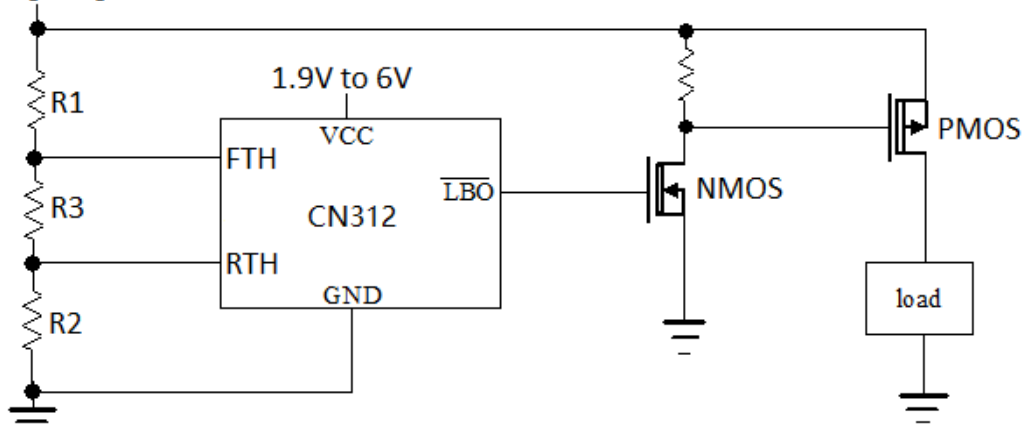 1.9V to 6V
R1
VCC
PMOS
FTH
LBO
NMOS
R3
CN312
RTH
GND
load
R2